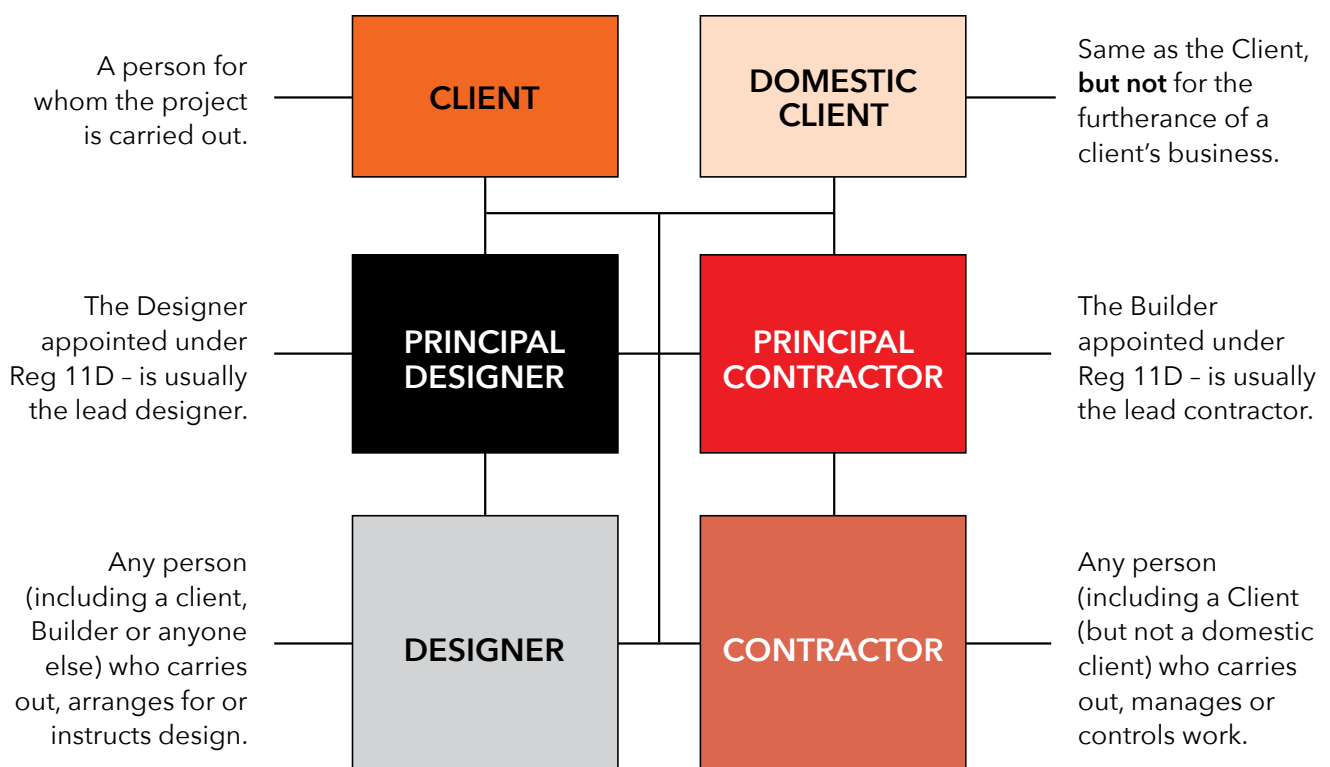 A person for
whom the project
is carried out.
CLIENT
DOMESTIC
CLIENT
Same as the Client,
but not for the
furtherance of a
client’s business.
The Designer
appointed under
Reg 11D – is usually
the lead designer.
PRINCIPAL
DESIGNER
PRINCIPAL
CONTRACTOR
The Builder
appointed under
Reg 11D – is usually
the lead contractor.
Any person
(including a client,
Builder or anyone
else) who carries
out, arranges for or
instructs design.
DESIGNER
CONTRACTOR
Any person
(including a Client
(but not a domestic
client) who carries
out, manages or
controls work.